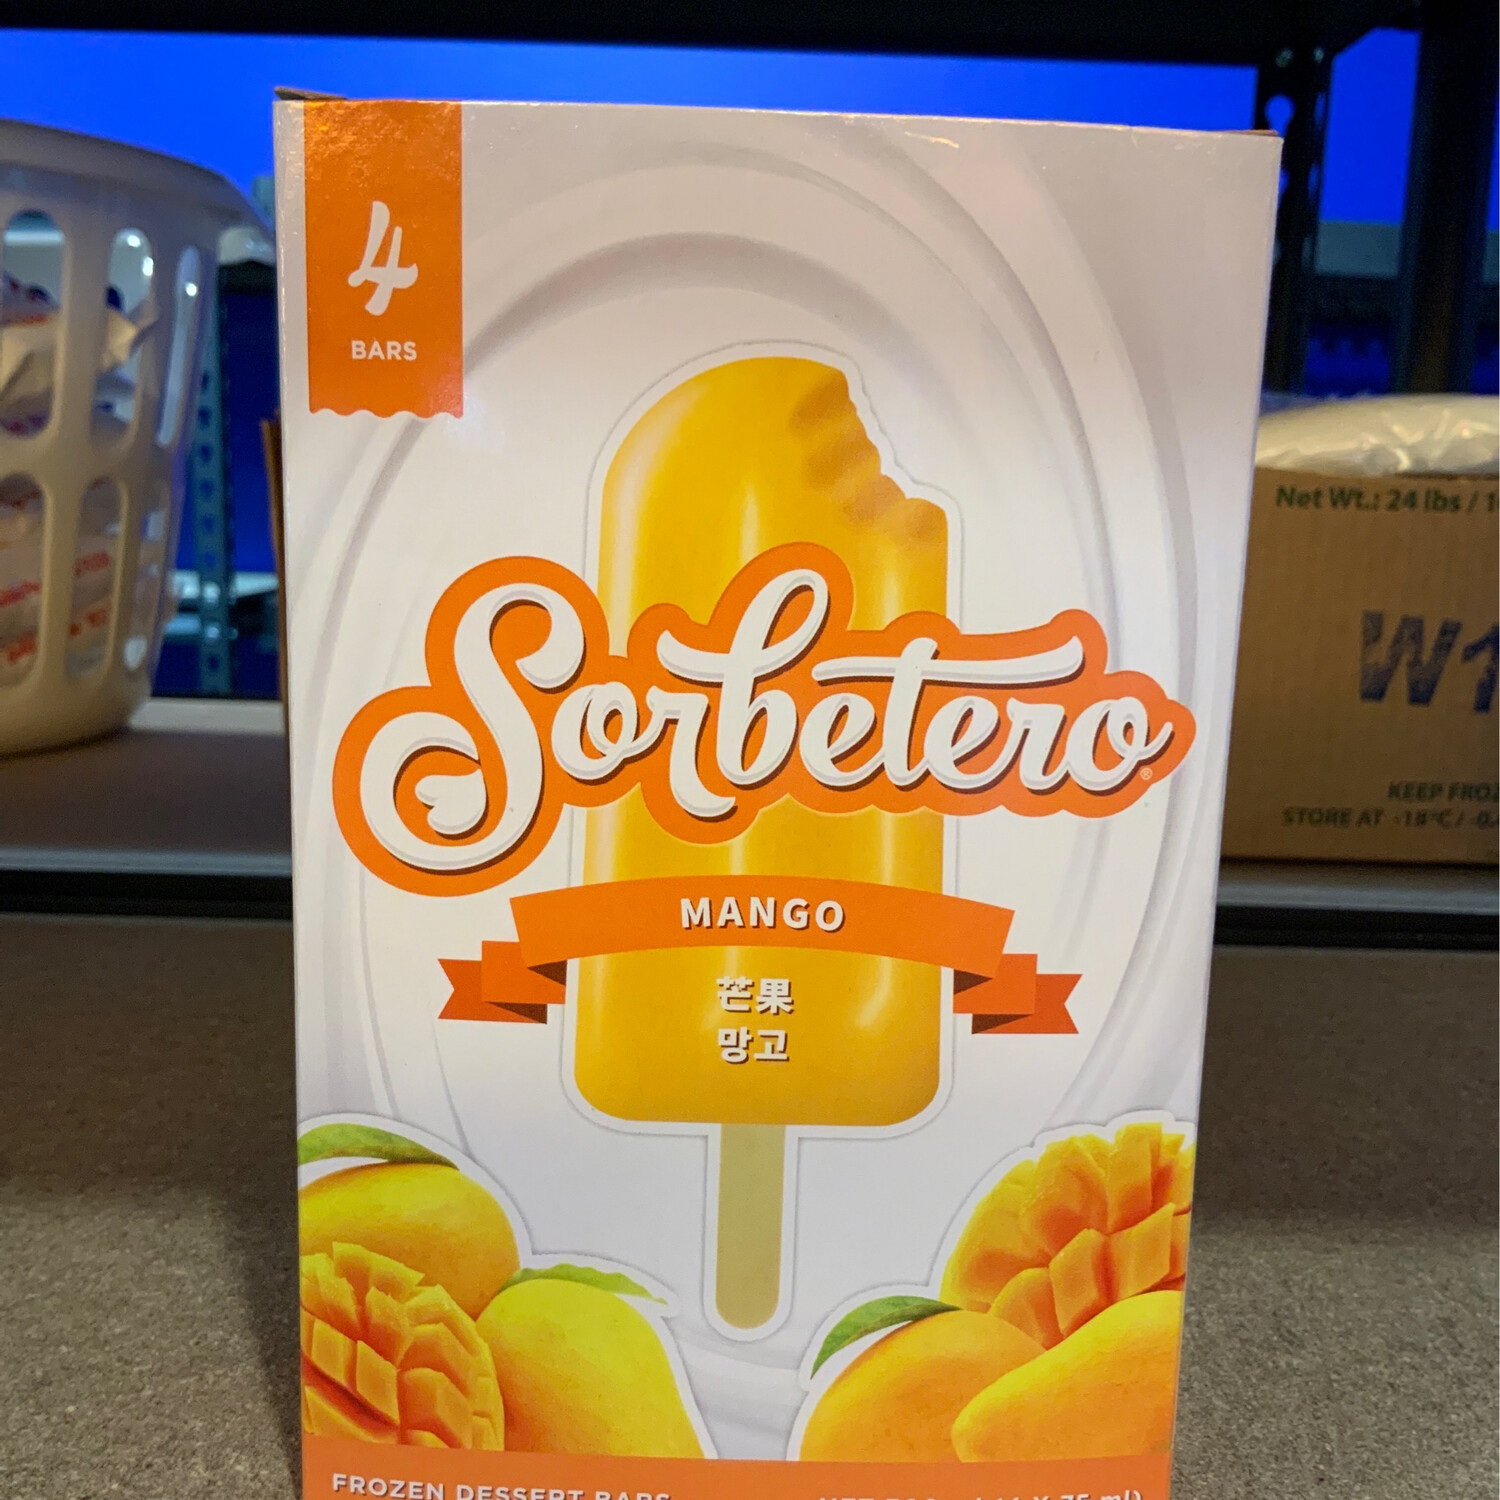 4
BARS
Sorbetero®
MANGO
芒果
망고
FROZEN DESSERT BARS
Net Wt.: 24 lbs /
KEEP
STORE AT -18°C /